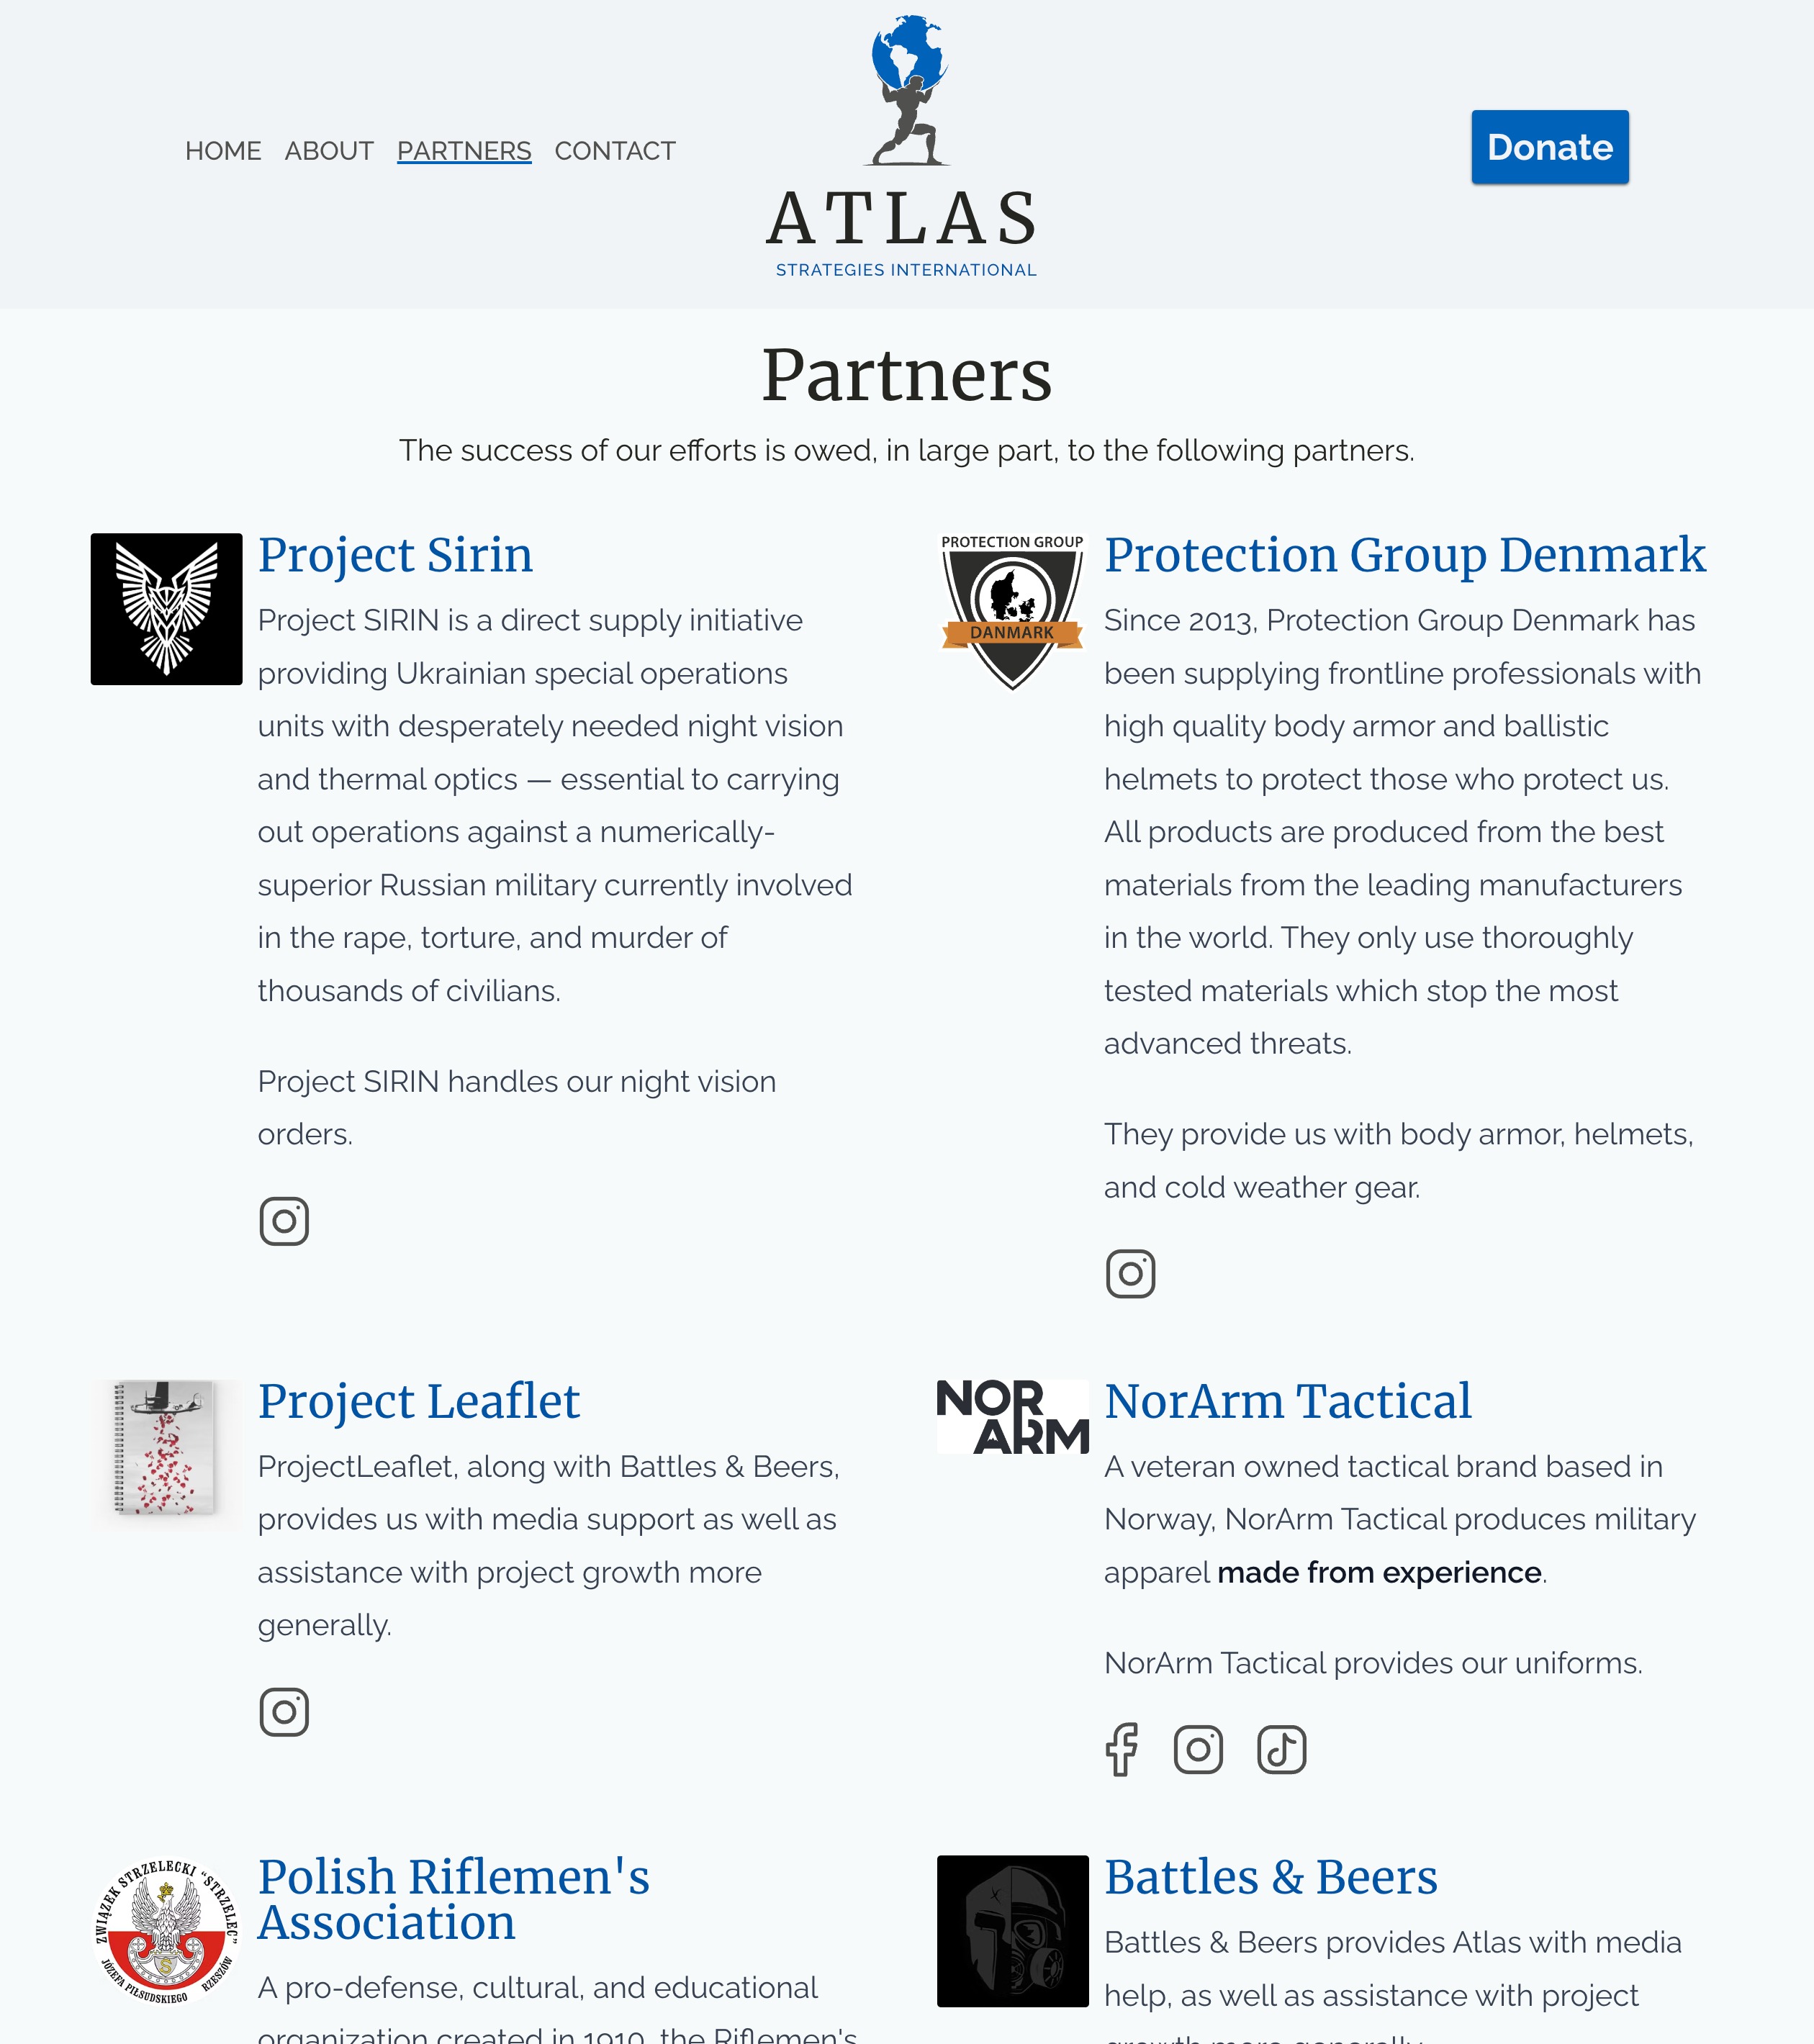 HOME ABOUT PARTNERS CONTACT
ATLAS
STRATEGIES INTERNATIONAL
Donate
Partners
The success of our efforts is owed, in large part, to the following partners.
Project Sirin
Project SIRIN is a direct supply initiative
providing Ukrainian special operations
units with desperately needed night vision
and thermal optics — essential to carrying
out operations against a numerically-
superior Russian military currently involved
in the rape, torture, and murder of
thousands of civilians.
Project SIRIN handles our night vision
orders.
PROTECTION GROUP
DANMARK
Protection Group Denmark
Since 2013, Protection Group Denmark has
been supplying frontline professionals with
high quality body armor and ballistic
helmets to protect those who protect us.
All products are produced from the best
materials from the leading manufacturers
in the world. They only use thoroughly
tested materials which stop the most
advanced threats.
They provide us with body armor, helmets,
and cold weather gear.
Project Leaflet
ProjectLeaflet, along with Battles & Beers,
provides us with media support as well as
assistance with project growth more
generally.
NOR
ARM
NorArm Tactical
A veteran owned tactical brand based in
Norway, NorArm Tactical produces military
apparel made from experience.
NorArm Tactical provides our uniforms.
ZWIĄZEK STRZELECKI "STRZELEC"
JÓZEFA PIŁSUDSKIEGO RZESZÓW
S
Polish Riflemen's
Association
A pro-defense, cultural, and educational
organization created in 1910, the Riflemen's
Battles & Beers
Battles & Beers provides Atlas with media
help, as well as assistance with project
growth more generally.